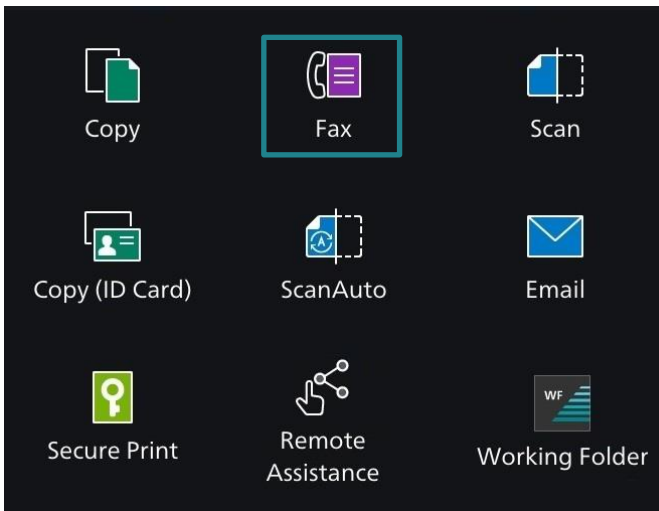 Copy
Fax
Scan
Copy (ID Card)
A
ScanAuto
Email
WF
Secure Print
Remote
Assistance
Working Folder